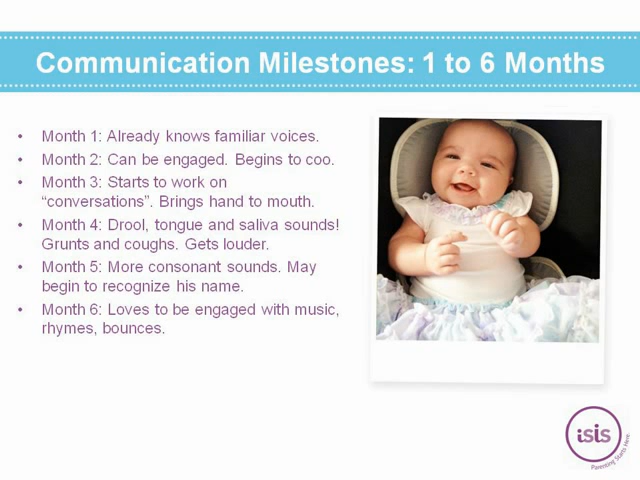 Communication Milestones: 1 to 6 Months
• Month 1: Already knows familiar voices.
• Month 2: Can be engaged. Begins to coo.
• Month 3: Starts to work on
“conversations”. Brings hand to mouth.
• Month 4: Drool, tongue and saliva sounds!
Grunts and coughs. Gets louder.
• Month 5: More consonant sounds. May
begin to recognize his name.
• Month 6: Loves to be engaged with music,
rhymes, bounces.
isis
Parenting Starts Here.